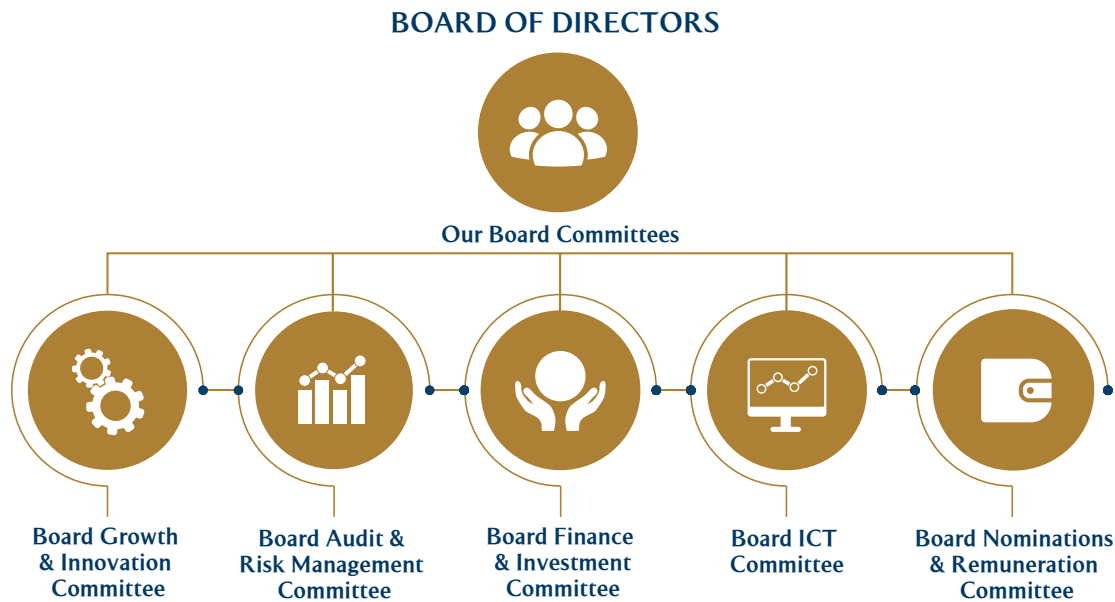 BOARD OF DIRECTORS
Our Board Committees
Board Growth
& Innovation
Committee
Board Audit &
Risk Management
Committee
Board Finance
& Investment
Committee
Board ICT
Committee
Board Nominations
& Remuneration
Committee